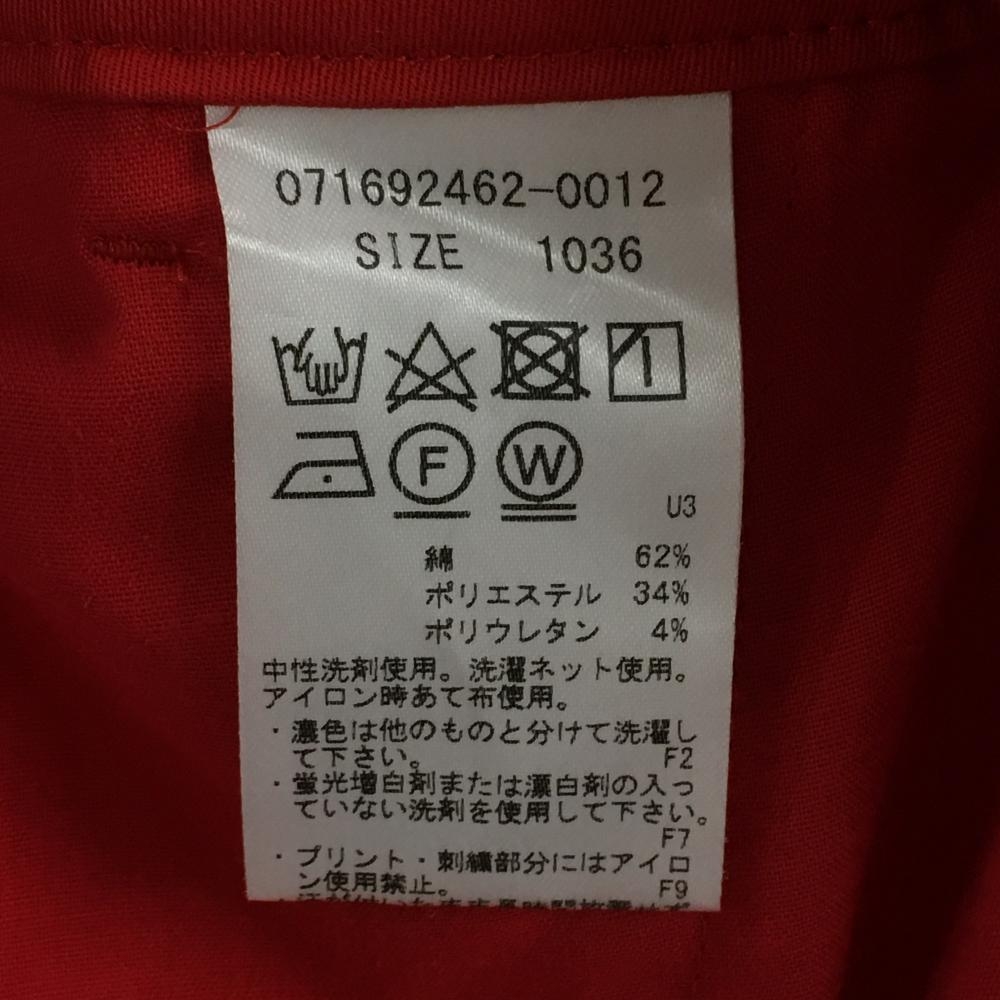 071692462-0012
SIZE 1036
F W
U3
綿 62%
ポリエステル 34%
ポリウレタン 4%
中性洗剤使用。洗濯ネット使用。
アイロン時あて布使用。
・濃色は他のものと分けて洗濯し
て下さい。 F2
・蛍光増白剤または漂白剤の入っ
ていない洗剤を使用して下さい。
F7
・プリント・刺繍部分にはアイロ
ン使用禁止。 F9